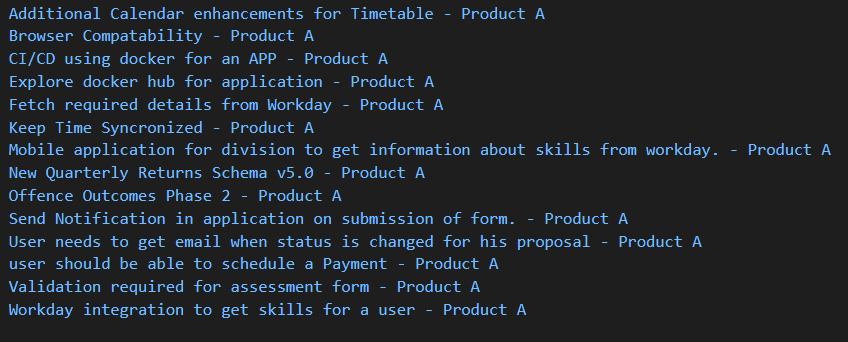 Additional Calendar enhancements for Timetable - Product A
Browser Compatability - Product A
CI/CD using docker for an APP - Product A
Explore docker hub for application - Product A
Fetch required details from Workday - Product A
Keep Time Syncronized - Product A
Mobile application for division to get information about skills from workday. - Product A
New Quarterly Returns Schema v5.0 - Product A
Offence Outcomes Phase 2 - Product A
Send Notification in application on submission of form. - Product A
User needs to get email when status is changed for his proposal - Product A
user should be able to schedule a Payment - Product A
Validation required for assessment form - Product A
Workday integration to get skills for a user - Product A